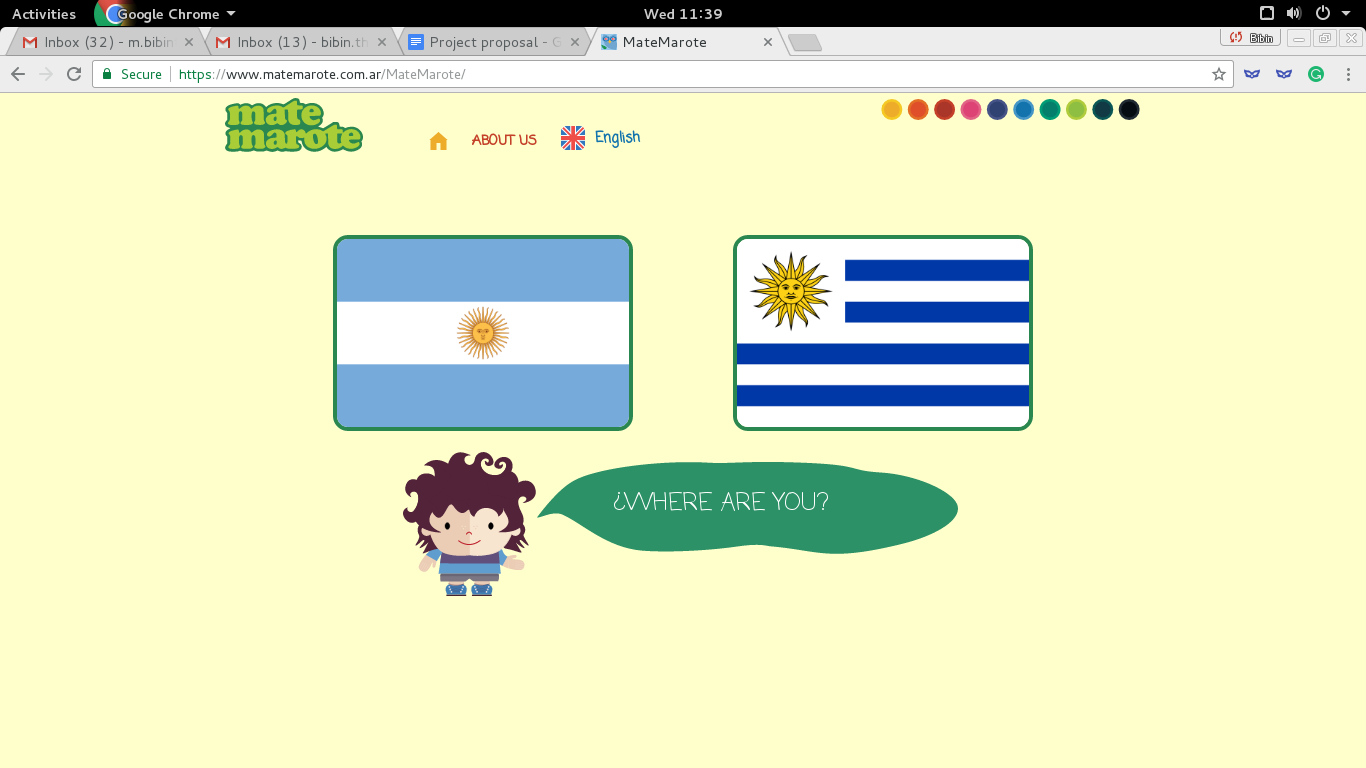 Activities
Google Chrome
Wed 11:39
Inbox (32) - m.bibin
Inbox (13) - bibin.th
Project proposal - G
MateMarote
Bibin
Secure
https://www.matemarote.com.ar/MateMarote/
mate
marote
ABOUT US
English
¿WHERE ARE YOU?